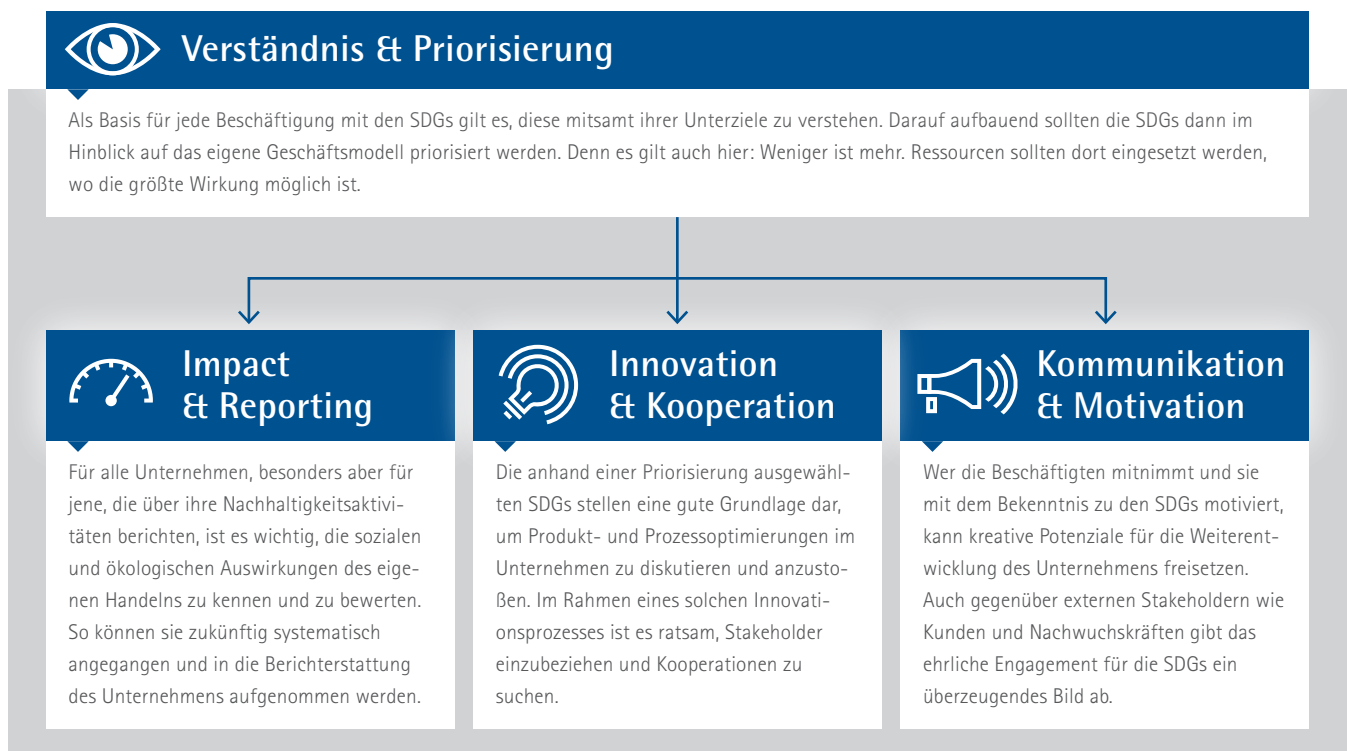 Verständnis & Priorisierung
Als Basis für jede Beschäftigung mit den SDGs gilt es, diese mitsamt ihrer Unterziele zu verstehen. Darauf aufbauend sollten die SDGs dann im
Hinblick auf das eigene Geschäftsmodell priorisiert werden. Denn es gilt auch hier: Weniger ist mehr. Ressourcen sollten dort eingesetzt werden,
wo die größte Wirkung möglich ist.
Impact
& Reporting
Für alle Unternehmen, besonders aber für
jene, die über ihre Nachhaltigkeitsaktivi-
täten berichten, ist es wichtig, die sozialen
und ökologischen Auswirkungen des eige-
nen Handelns zu kennen und zu bewerten.
So können sie zukünftig systematisch
angegangen und in die Berichterstattung
des Unternehmens aufgenommen werden.
Innovation
& Kooperation
Die anhand einer Priorisierung ausgewähl-
ten SDGs stellen eine gute Grundlage dar,
um Produkt- und Prozessoptimierungen im
Unternehmen zu diskutieren und anzusto-
ßen. Im Rahmen eines solchen Innovati-
onsprozesses ist es ratsam, Stakeholder
einzubeziehen und Kooperationen zu
suchen.
Kommunikation
& Motivation
Wer die Beschäftigten mitnimmt und sie
mit dem Bekenntnis zu den SDGs motiviert,
kann kreative Potenziale für die Weiterent-
wicklung des Unternehmens freisetzen.
Auch gegenüber externen Stakeholdern wie
Kunden und Nachwuchskräften gibt das
ehrliche Engagement für die SDGs ein
überzeugendes Bild ab.